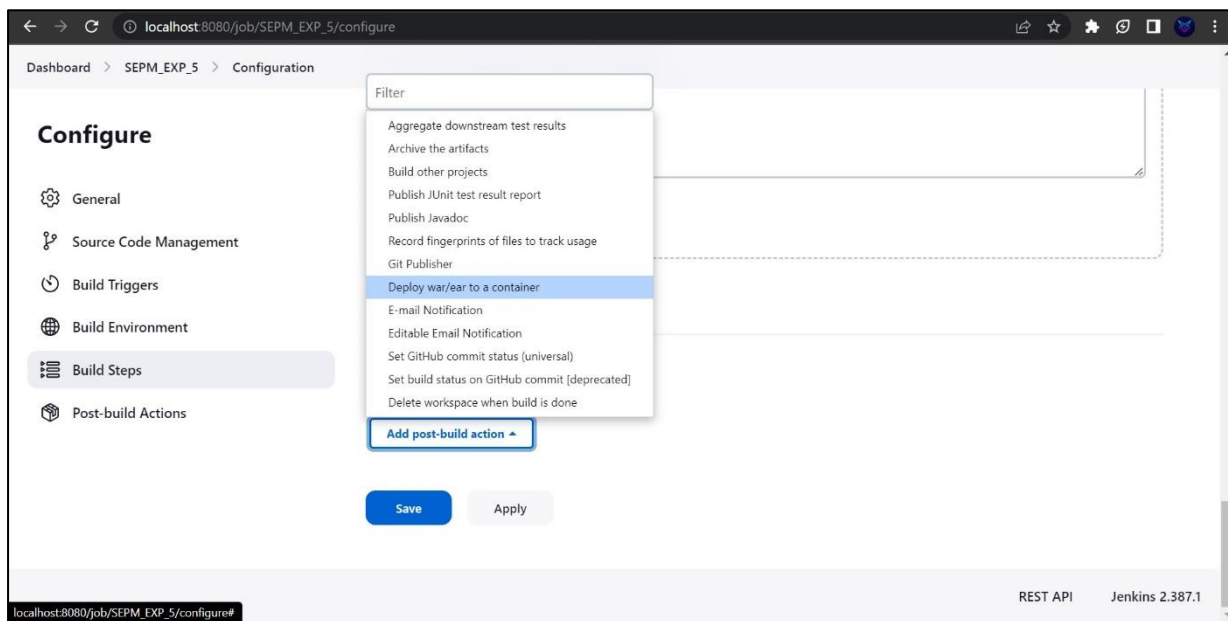 localhost:8080/job/SEPM_EXP_5/configure
Dashboard > SEPM_EXP_5 > Configuration
Filter
Configure
General
Source Code Management
Build Triggers
Build Environment
Build Steps
Post-build Actions
Aggregate downstream test results
Archive the artifacts
Build other projects
Publish JUnit test result report
Publish Javadoc
Record fingerprints of files to track usage
Git Publisher
Deploy war/ear to a container
E-mail Notification
Editable Email Notification
Set GitHub commit status (universal)
Set build status on GitHub commit [deprecated]
Delete workspace when build is done
Add post-build action
Save Apply
REST API Jenkins 2.387.1
localhost:8080/job/SEPM_EXP_5/configure#